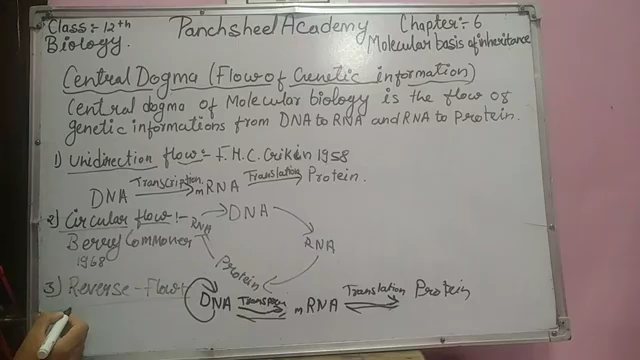 Class:- 12th
Biology.
Panchsheel Academy
Chapter:- 6
Molecular basis of inheritance
Central Dogma (Flow of Genetic information)
Central dogma of Molecular biology is the flow of
genetic informations from DNA to RNA and RNA to Protein.
1) Unidirection flow:- F.H.C. Crik in 1958
DNA Transcription mRNA Translation Protein.
2) Circular flow :-
Berry Commoner
1968
DNA
RNA
Protein
RNA
3) Reverse-Flow
DNA mRNA Translation Protein